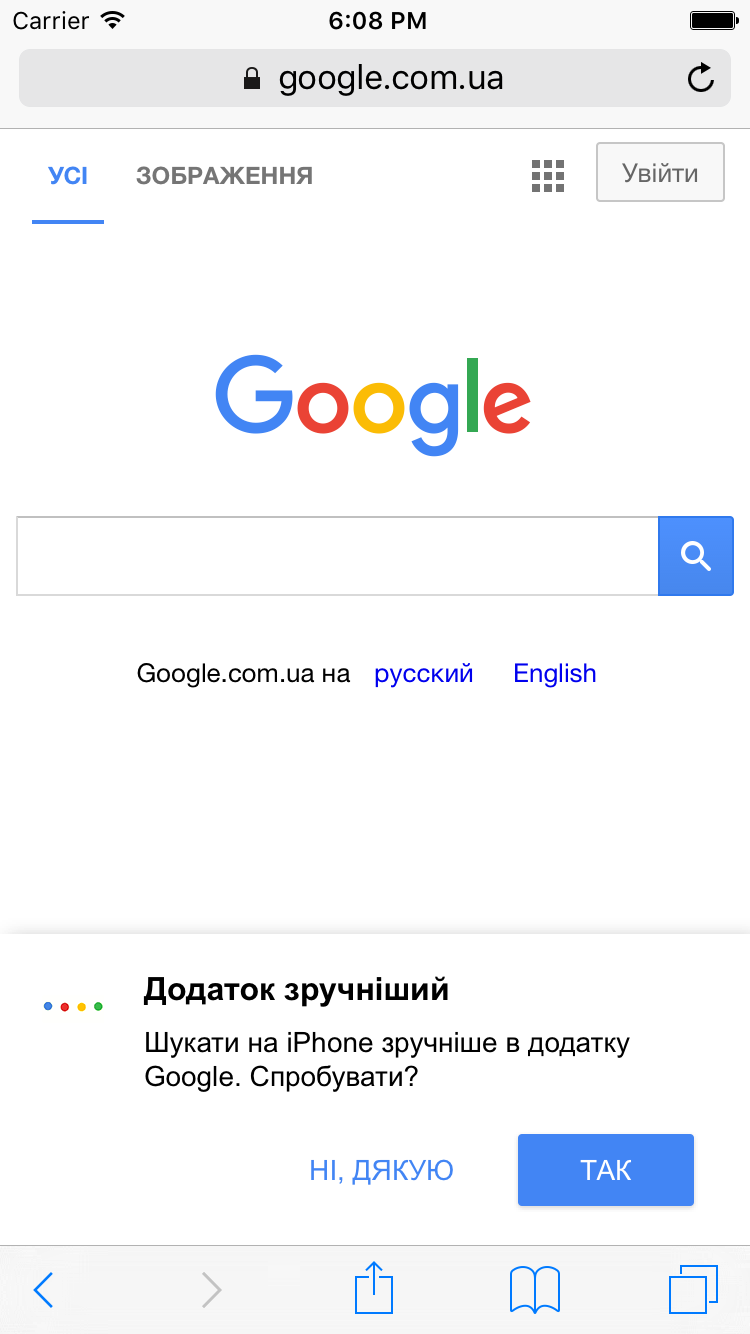 Carrier 6:08 PM
google.com.ua
УСІ ЗОБРАЖЕННЯ Увійти
Google
Google.com.ua на русский English
Додаток зручніший
Шукати на iPhone зручніше в додатку
Google. Спробувати?
НІ, ДЯКУЮ ТАК